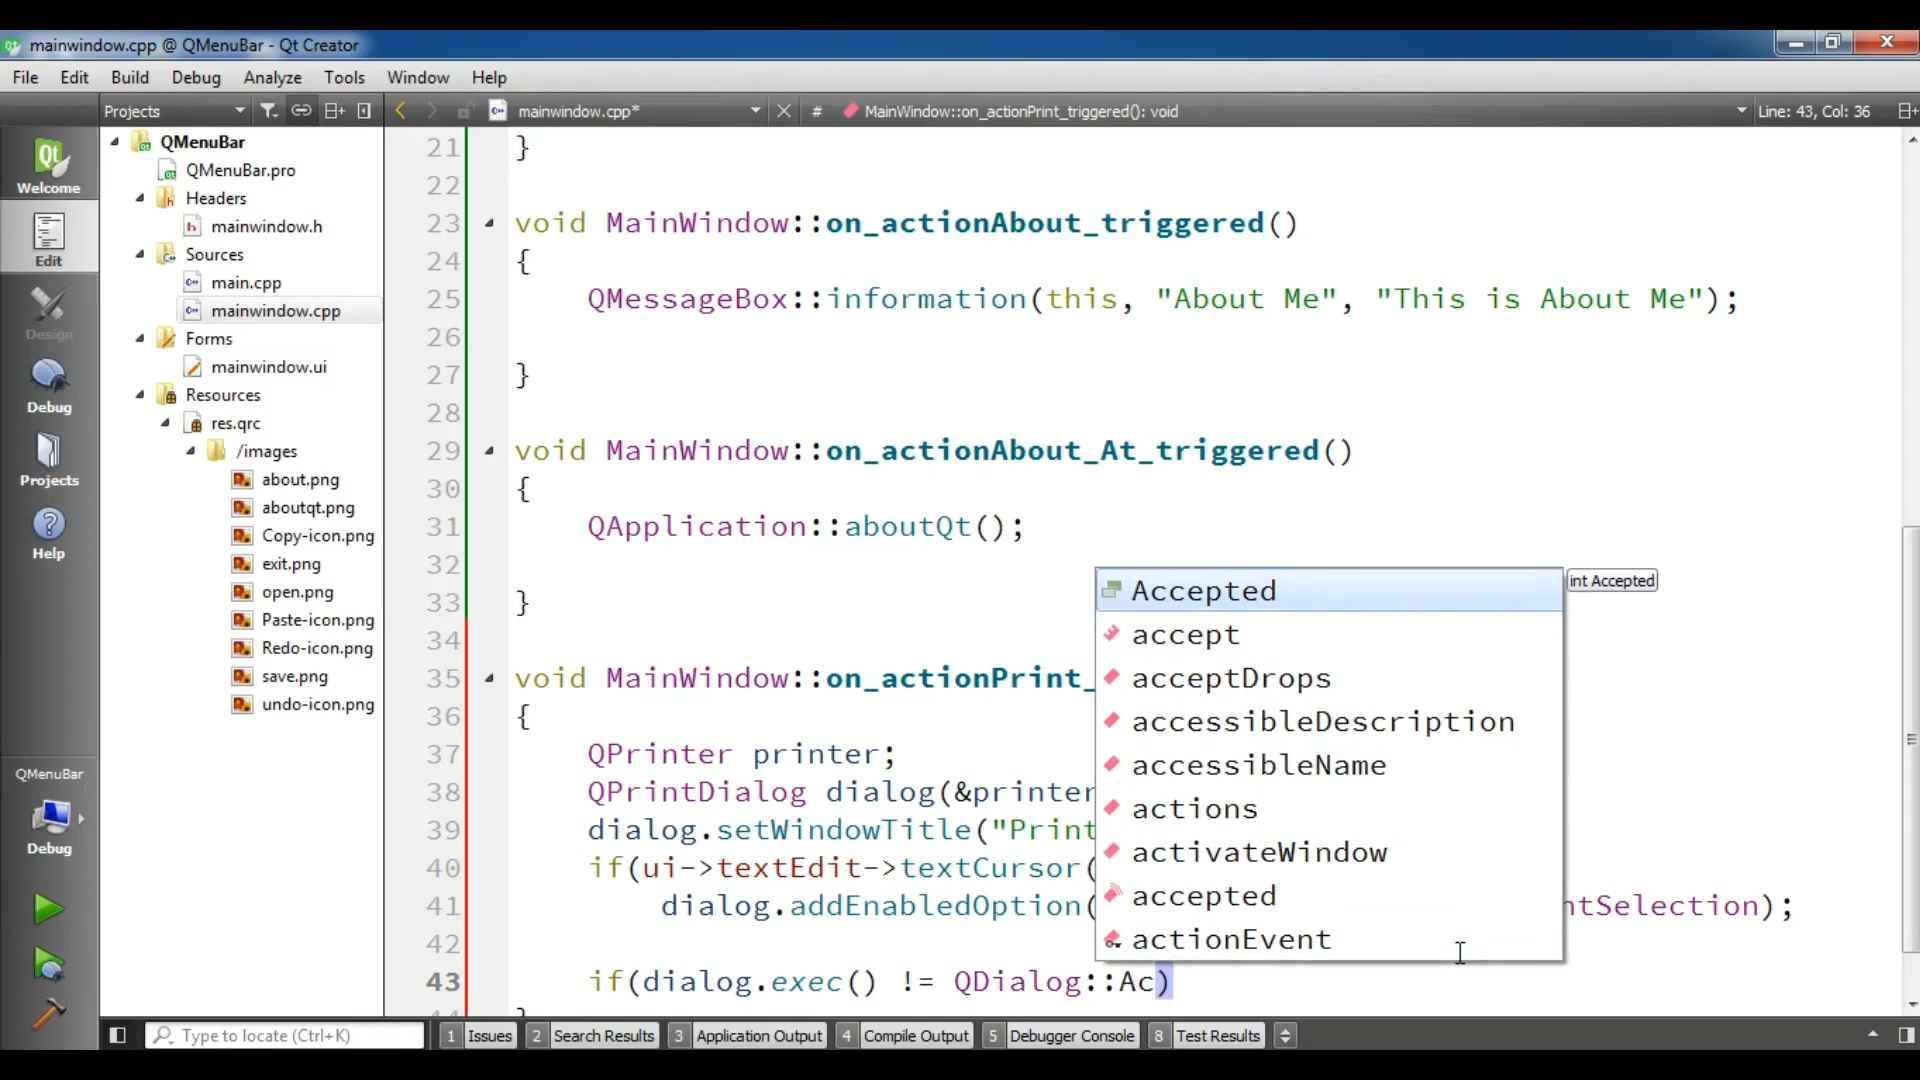 mainwindow.cpp @ QMenuBar - Qt Creator
File Edit Build Debug Analyze Tools Window Help
Projects mainwindow.cpp* # MainWindow::on_actionPrint_triggered(): void Line: 43, Col: 36
Welcome
Edit
Design
Debug
Projects
Help
QMenuBar
Debug
QMenuBar
QMenuBar.pro
Headers
mainwindow.h
Sources
main.cpp
mainwindow.cpp
Forms
mainwindow.ui
Resources
res.qrc
/images
about.png
aboutqt.png
Copy-icon.png
exit.png
open.png
Paste-icon.png
Redo-icon.png
save.png
undo-icon.png
21 }
22
23 void MainWindow::on_actionAbout_triggered()
24 {
25 QMessageBox::information(this, "About Me", "This is About Me");
26
27 }
28
29 void MainWindow::on_actionAbout_At_triggered()
30 {
31 QApplication::aboutQt();
32
33 }
34
35 void MainWindow::on_actionPrint_
36 {
37 QPrinter printer;
38 QPrintDialog dialog(&printer
39 dialog.setWindowTitle("Print
40 if(ui->textEdit->textCursor(
41 dialog.addEnabledOption( ntSelection);
42
43 if(dialog.exec() != QDialog::Ac)
Accepted
accept
acceptDrops
accessibleDescription
accessibleName
actions
activateWindow
accepted
actionEvent
int Accepted
Type to locate (Ctrl+K) 1 Issues 2 Search Results 3 Application Output 4 Compile Output 5 Debugger Console 8 Test Results